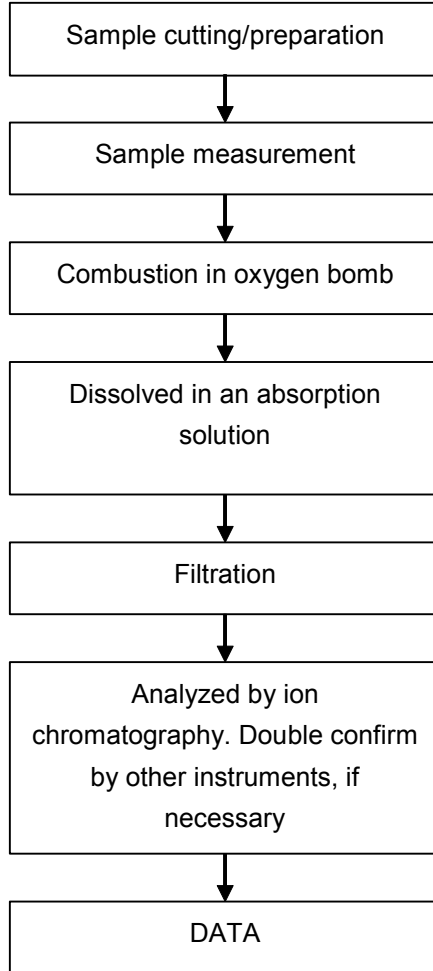 Sample cutting/preparation
Sample measurement
Combustion in oxygen bomb
Dissolved in an absorption
solution
Filtration
Analyzed by ion
chromatography. Double confirm
by other instruments, if
necessary
DATA